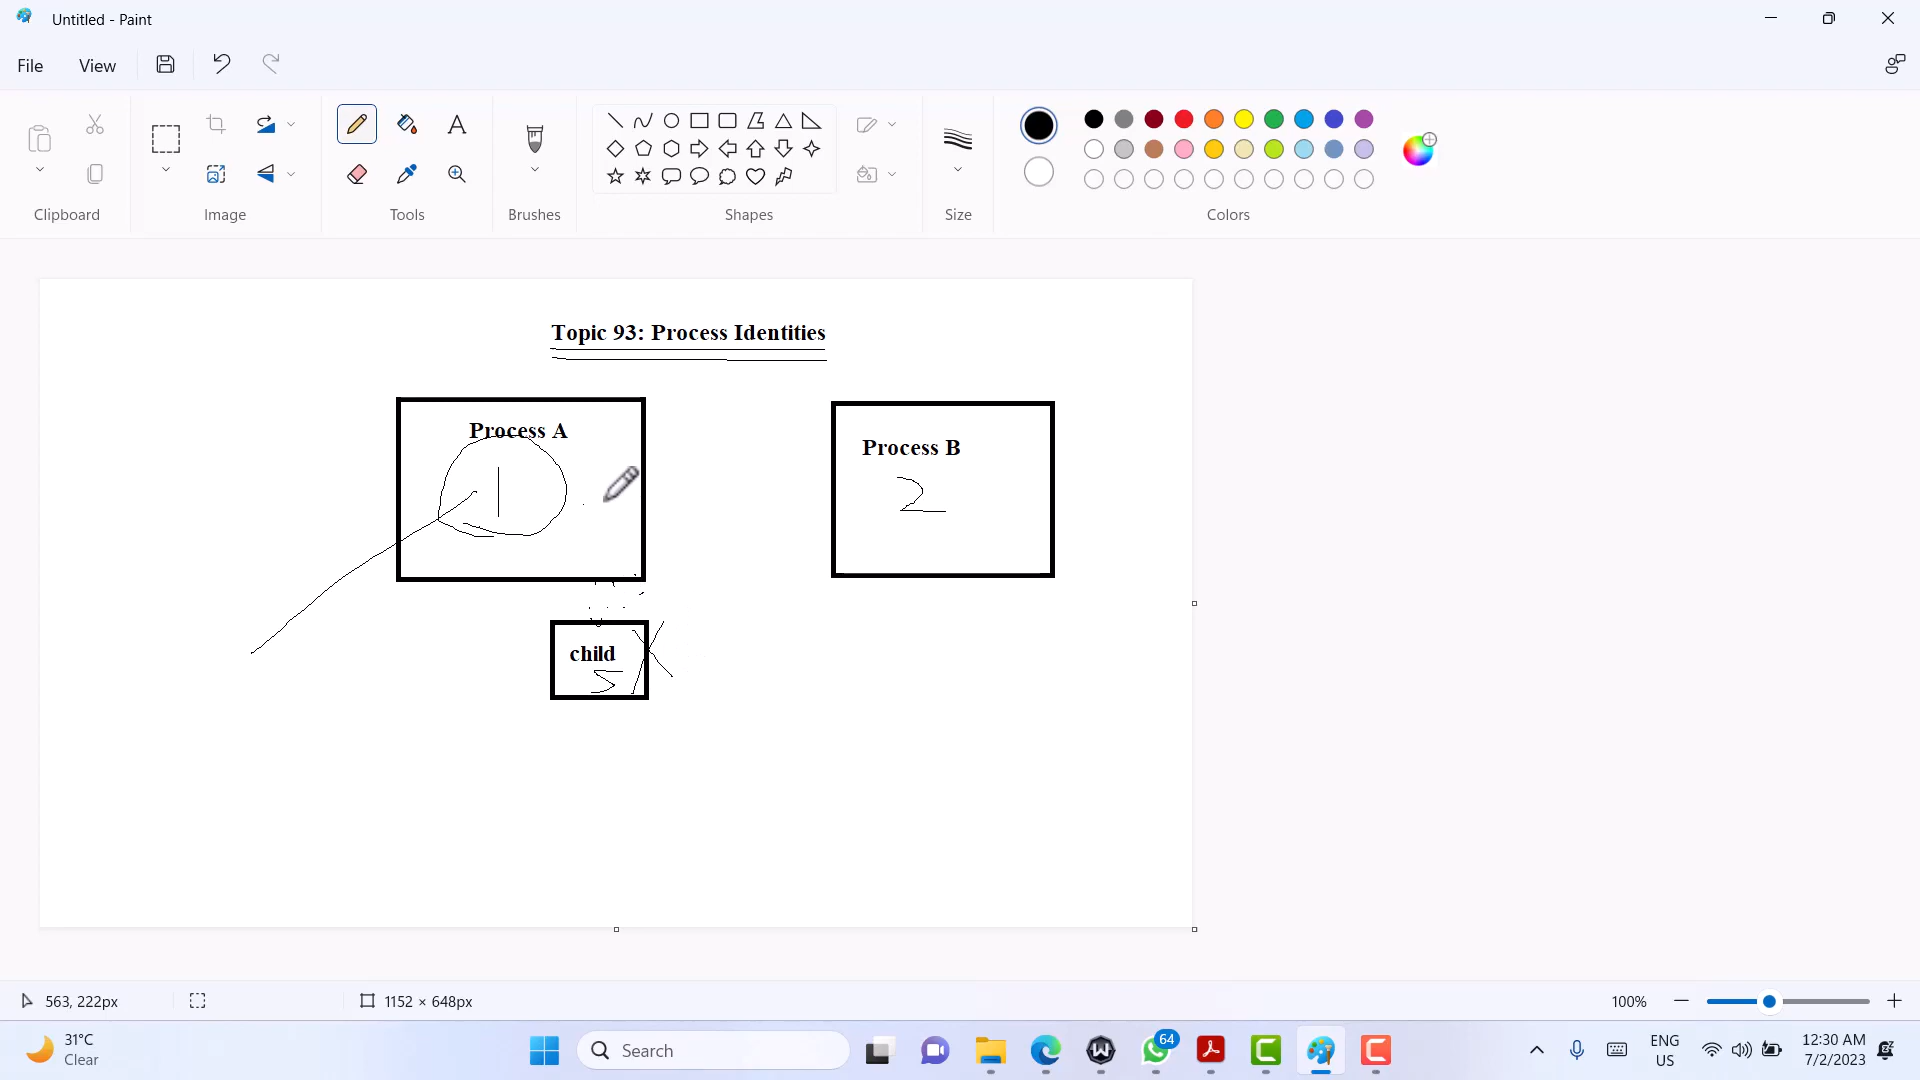 Untitled - Paint
File
View
Clipboard
Image
Tools
Brushes
Shapes
Size
Colors
Topic 93: Process Identities
Process A
1
Process B
2
child
5
563, 222px
1152 × 648px
100%
31°C
Clear
Search
64
ENG
US
12:30 AM
7/2/2023